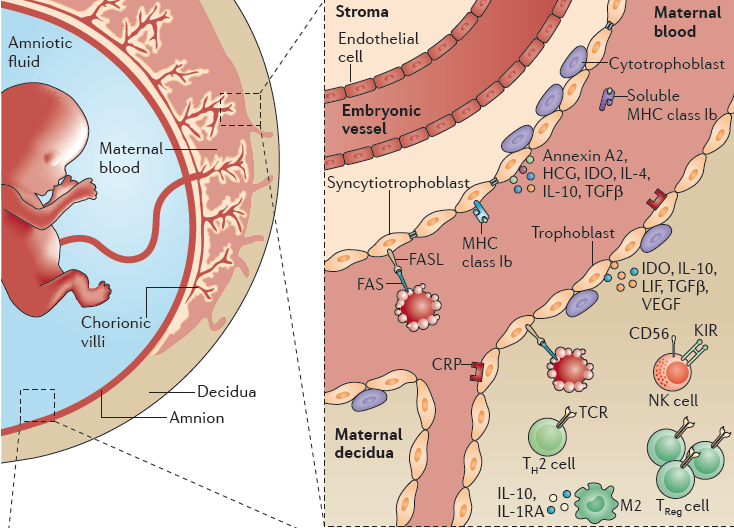 Amniotic
fluid
Maternal
blood
Chorionic
villi
Decidua
Amnion
Stroma
Endothelial
cell
Embryonic
vessel
Syncytiotrophoblast
Maternal
blood
Cytotrophoblast
Soluble
MHC class Ib
Annexin A2,
HCG, IDO, IL-4,
IL-10, TGFβ
MHC
class Ib
FASL
FAS
Trophoblast
IDO, IL-10,
LIF, TGFβ,
VEGF
CRP
CD56
KIR
NK cell
Maternal
decidua
TCR
TH2 cell
IL-10,
IL-1RA
M2
TReg cell